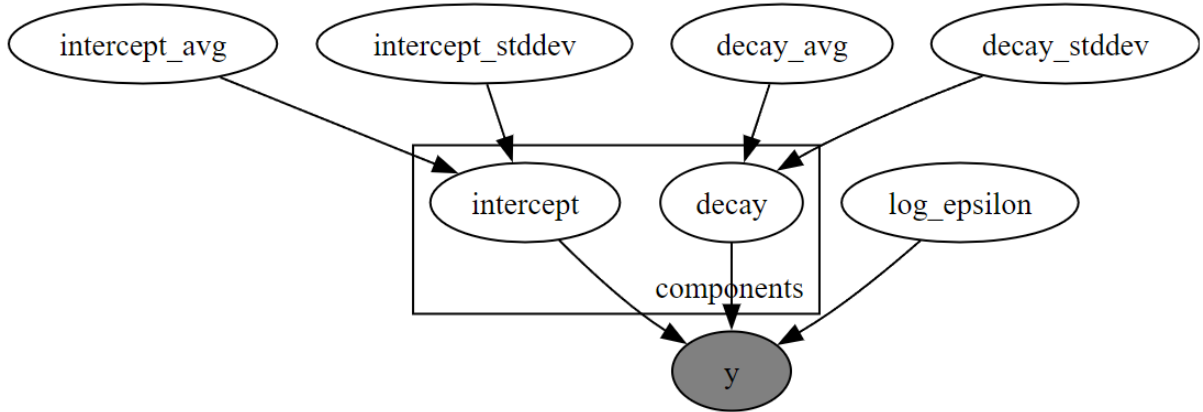 intercept_avg
intercept_stddev
decay_avg
decay_stddev
intercept
decay
log_epsilon
components
y